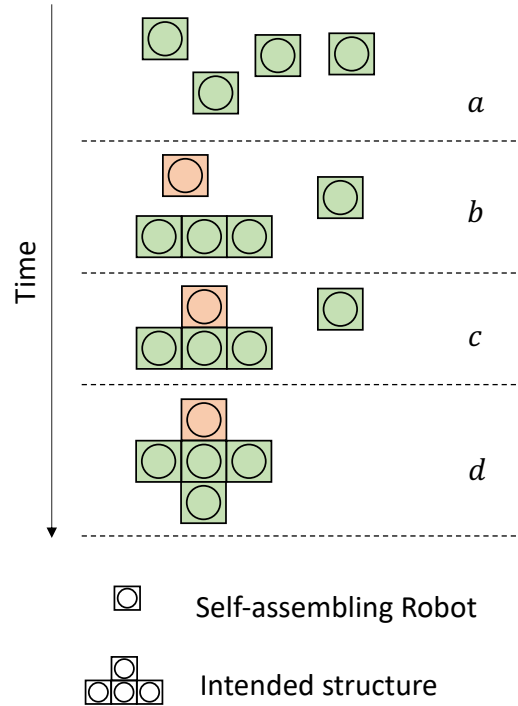 a
b
Time
c
d
Self-assembling Robot
Intended structure